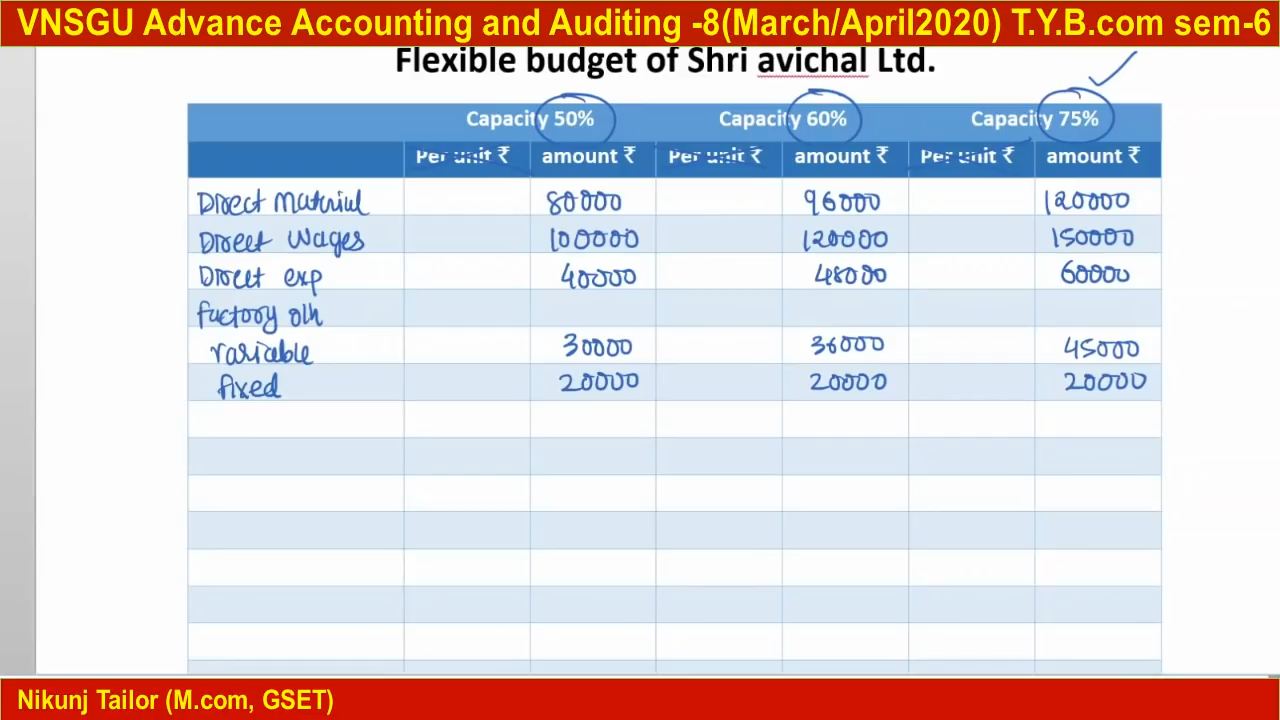 VNSGU Advance Accounting and Auditing -8(March/April2020) T.Y.B.com sem-6
Flexible budget of Shri avichal Ltd.
Capacity 50% Capacity 60% Capacity 75%
Per unit ₹ amount ₹ Per unit ₹ amount ₹ Per unit ₹ amount ₹
Direct Material 80000 96000 120000
Direct Wages 100000 120000 150000
Direct exp 40000 48000 60000
factory o/h
variable 30000 36000 45000
fixed 20000 20000 20000
Nikunj Tailor (M.com, GSET)